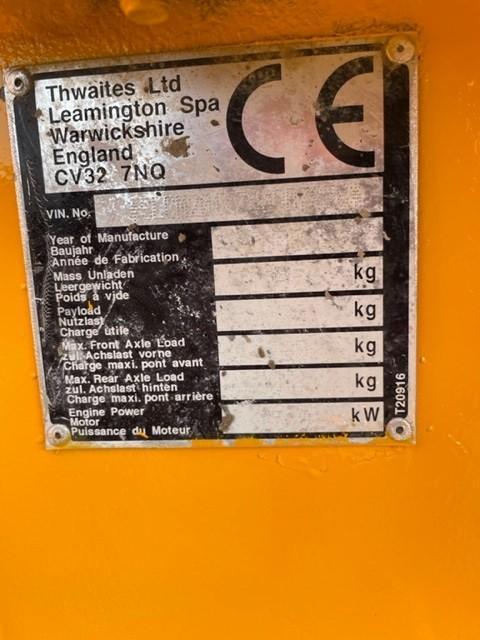 Thwaites Ltd
Leamington Spa
Warwickshire
England
CV32 7NQ
CE
VIN. No.
Year of Manufacture
Baujahr
Année de Fabrication
Mass Unladen
Leergewicht
Poids à vide
kg
Payload
Nutzlast
Charge utile
kg
Max. Front Axle Load
zul. Achslast vorne
Charge maxi. pont avant
kg
Max. Rear Axle Load
zul. Achslast hinten
Charge maxi. pont arrière
kg
Engine Power
Motor
Puissance du Moteur
kW
T20916